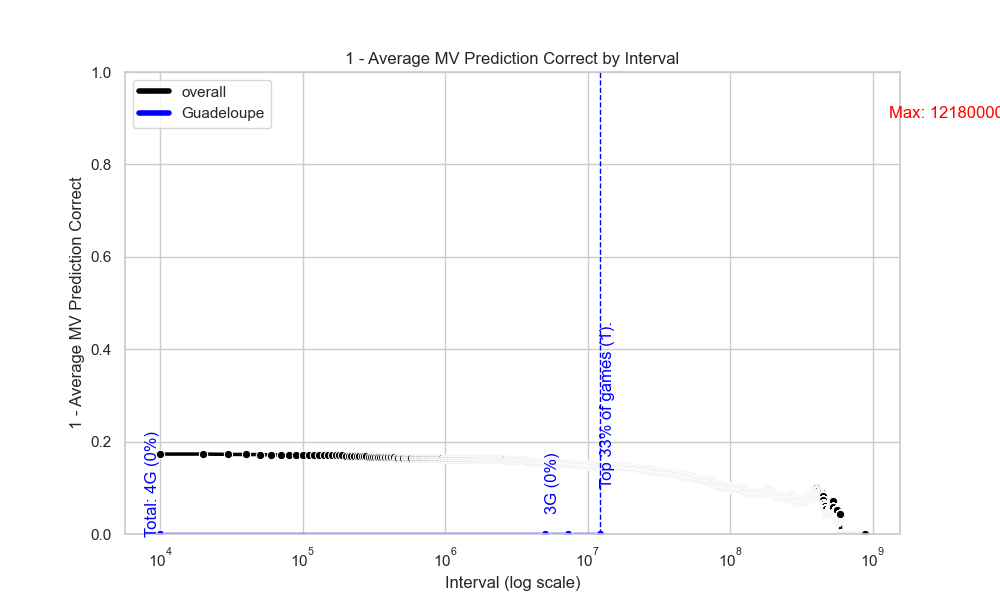 1 - Average MV Prediction Correct by Interval
overall
Guadeloupe
Max: 12180000
1 - Average MV Prediction Correct
1.0
0.8
0.6
0.4
0.2
0.0
Total: 4G (0%)
3G (0%)
Top 33% of games (1).
10^4
10^5
10^6
10^7
10^8
10^9
Interval (log scale)